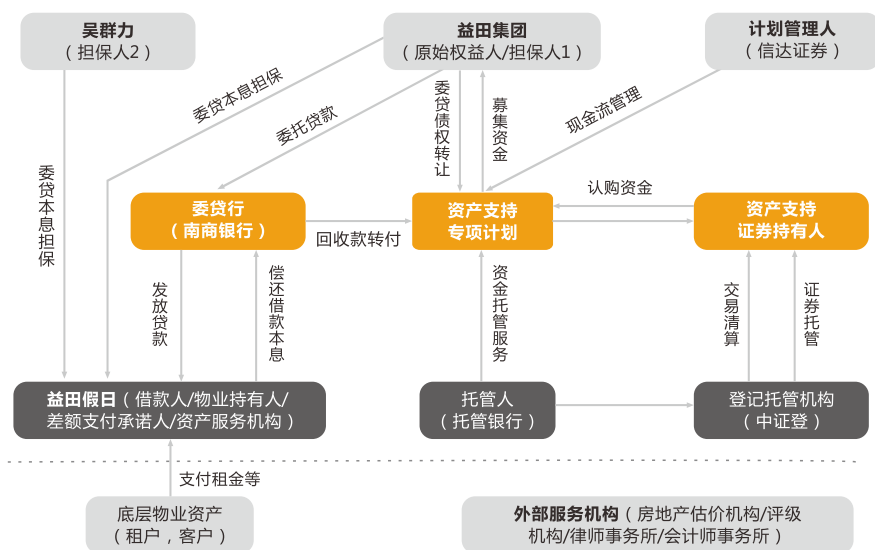 吴群力
（担保人2）
益田集团
（原始权益人/担保人1）
计划管理人
（信达证券）
委贷本息担保
委托贷款
委贷债权转让
募集资金
现金流管理
委贷本息担保
委贷行
（南商银行）
回收款转付
资产支持
专项计划
认购资金
资产支持
证券持有人
发放贷款
偿还借款本息
资金托管服务
交易清算
证券托管
益田假日（借款人/物业持有人/
差额支付承诺人/资产服务机构）
托管人
（托管银行）
登记托管机构
（中证登）
支付租金等
底层物业资产
（租户，客户）
外部服务机构（房地产估价机构/评级
机构/律师事务所/会计师事务所）